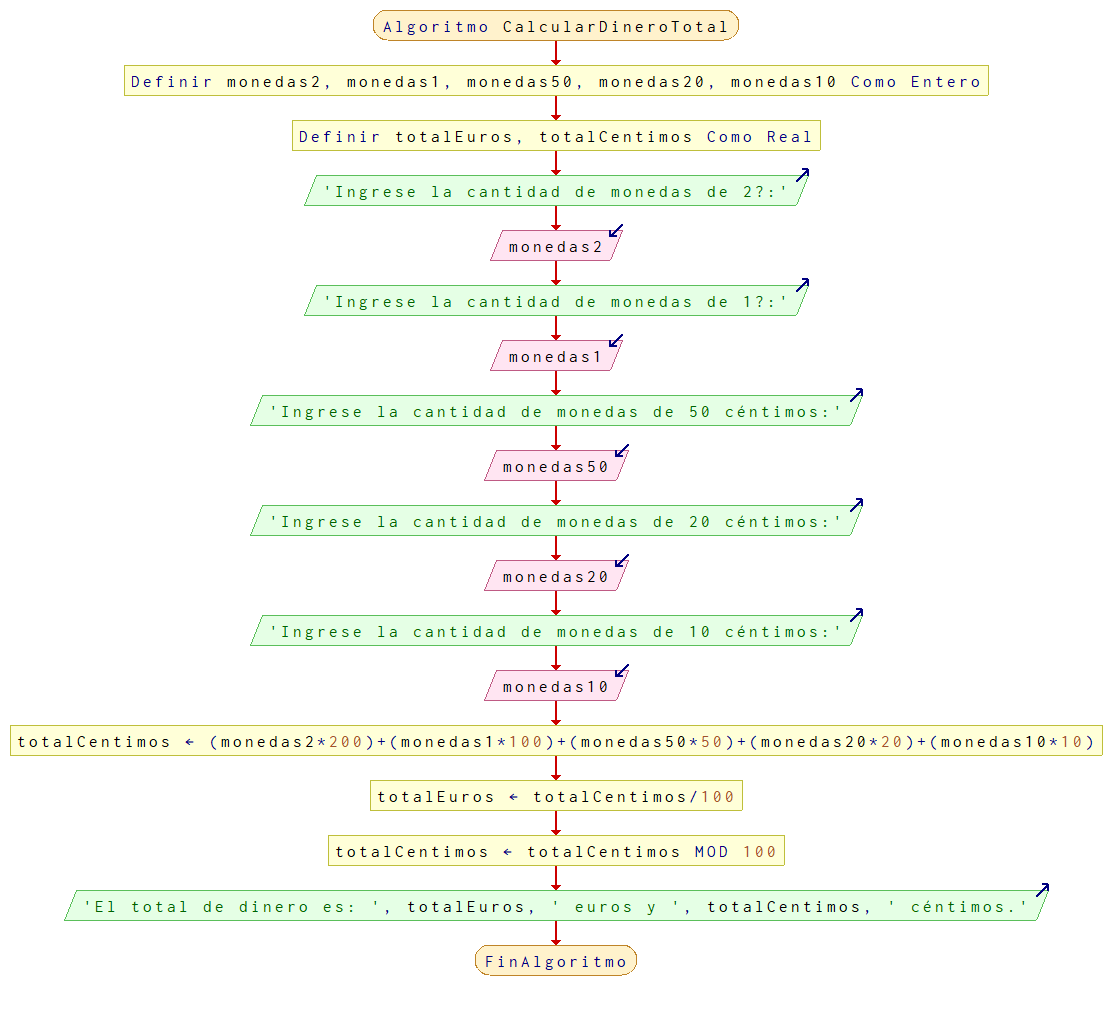 Algoritmo CalcularDineroTotal
Definir monedas2, monedas1, monedas50, monedas20, monedas10 Como Entero
Definir totalEuros, totalCentimos Como Real
'Ingrese la cantidad de monedas de 2?:'
monedas2
'Ingrese la cantidad de monedas de 1?:'
monedas1
'Ingrese la cantidad de monedas de 50 céntimos:'
monedas50
'Ingrese la cantidad de monedas de 20 céntimos:'
monedas20
'Ingrese la cantidad de monedas de 10 céntimos:'
monedas10
totalCentimos ← (monedas2*200)+(monedas1*100)+(monedas50*50)+(monedas20*20)+(monedas10*10)
totalEuros ← totalCentimos/100
totalCentimos ← totalCentimos MOD 100
'El total de dinero es: ', totalEuros, ' euros y ', totalCentimos, ' céntimos.'
FinAlgoritmo